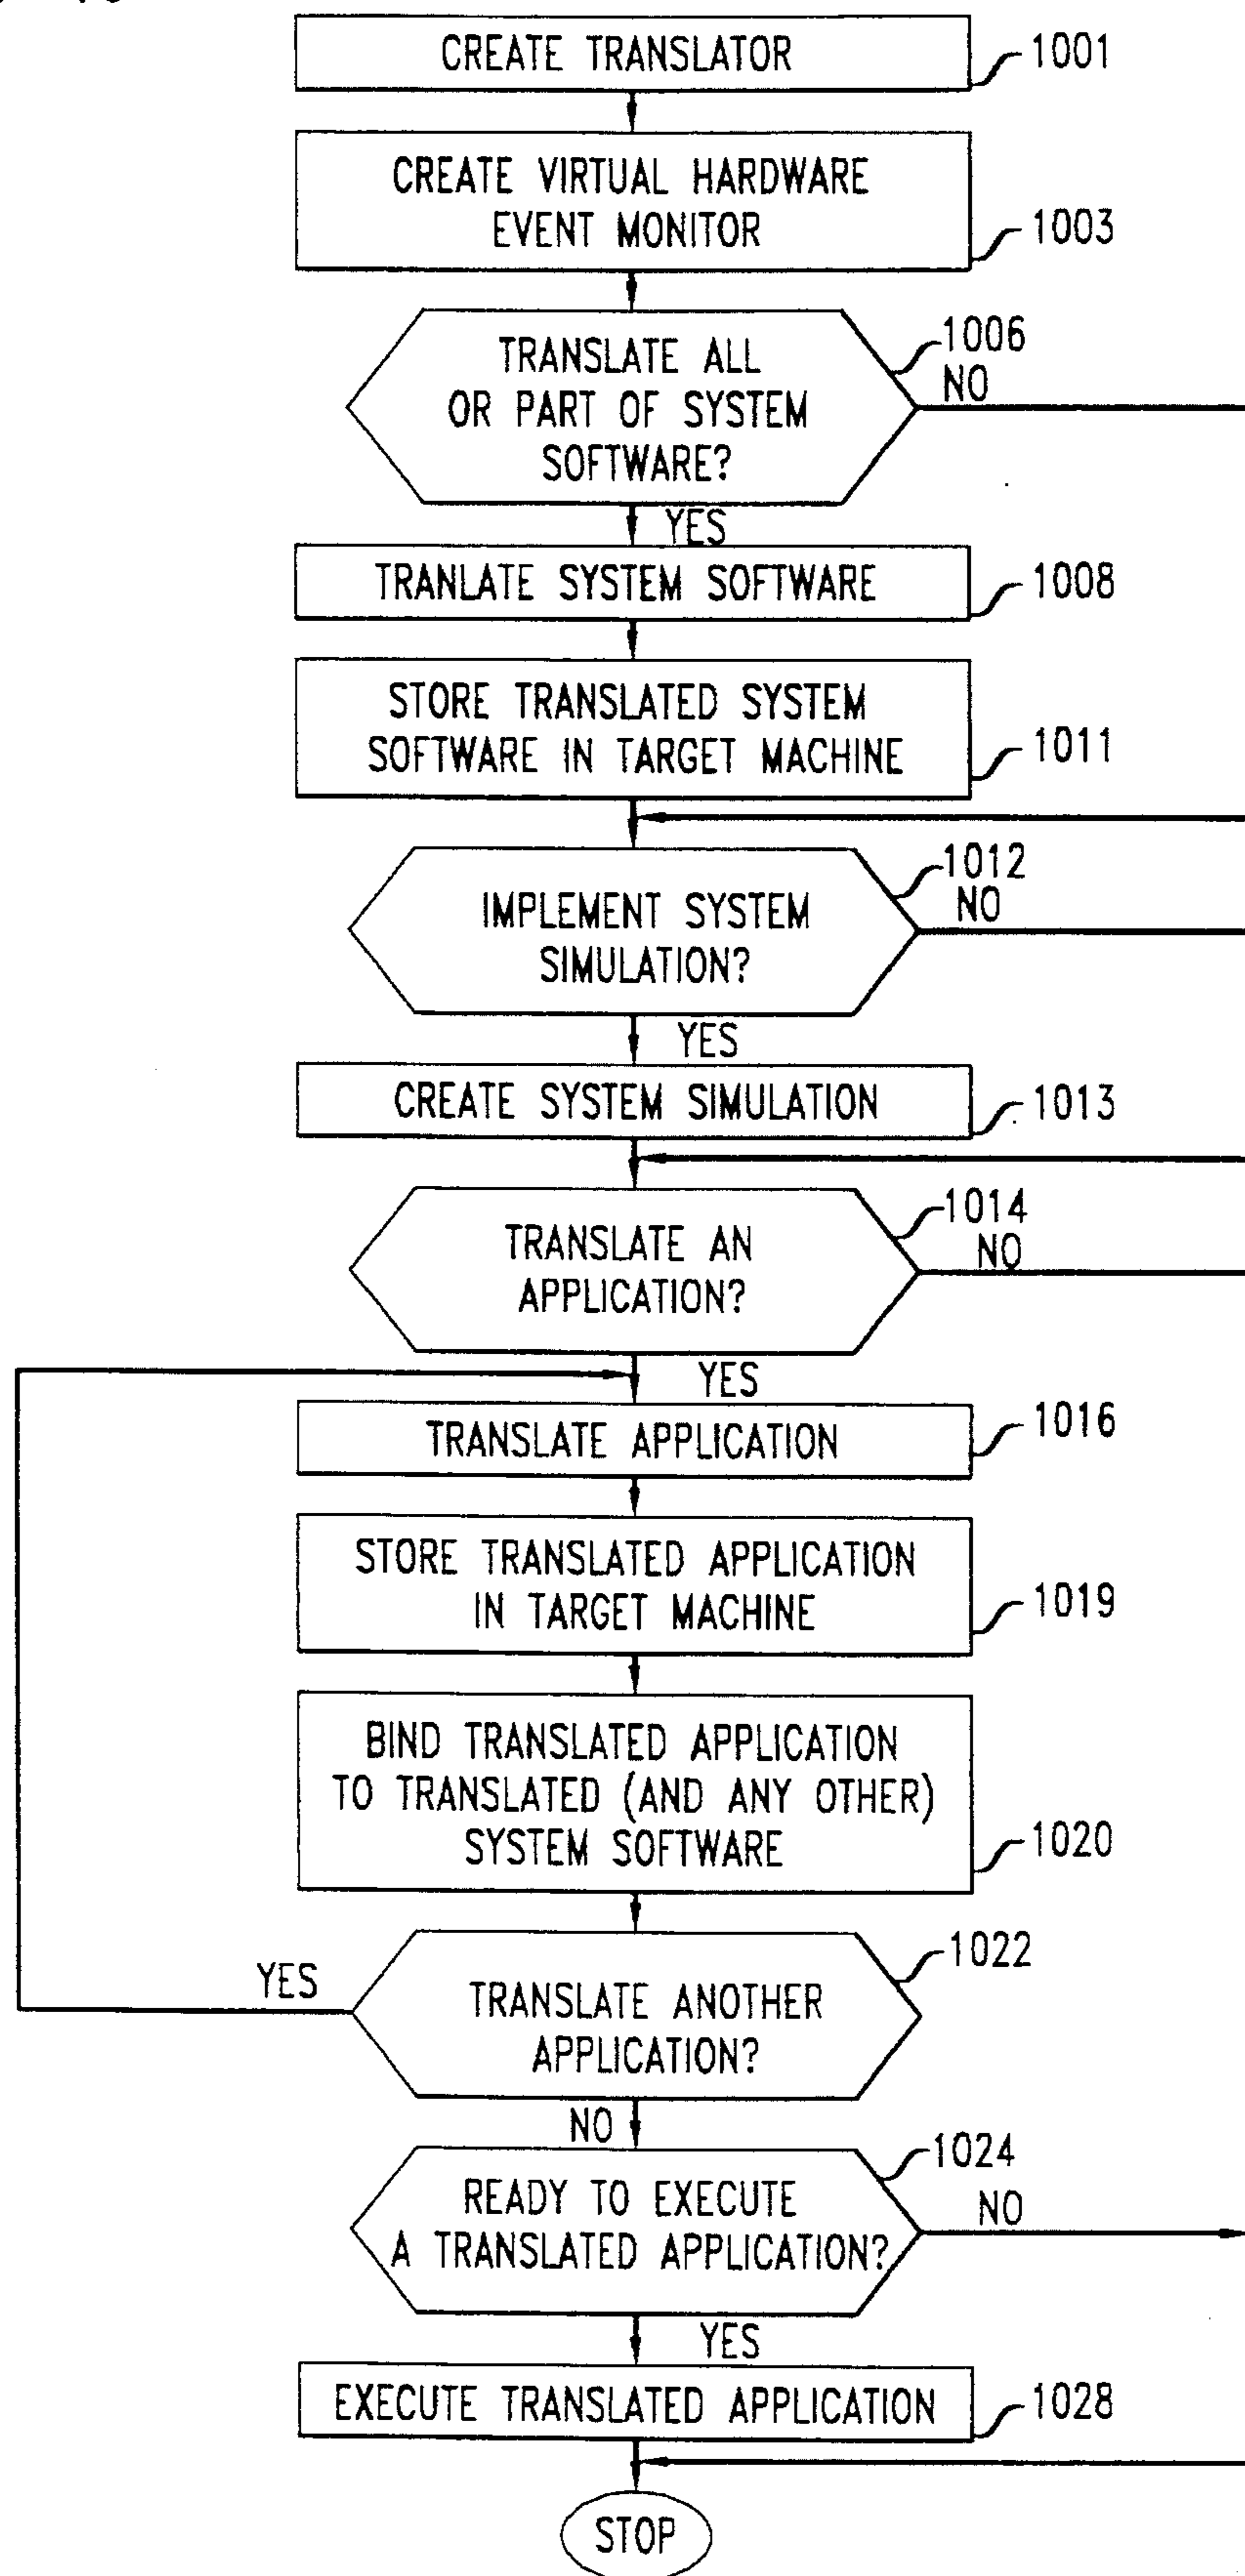 CREATE TRANSLATOR
1001
CREATE VIRTUAL HARDWARE
EVENT MONITOR
1003
TRANSLATE ALL
OR PART OF SYSTEM
SOFTWARE?
1006
NO
YES
TRANLATE SYSTEM SOFTWARE
1008
STORE TRANSLATED SYSTEM
SOFTWARE IN TARGET MACHINE
1011
IMPLEMENT SYSTEM
SIMULATION?
1012
NO
YES
CREATE SYSTEM SIMULATION
1013
TRANSLATE AN
APPLICATION?
1014
NO
YES
TRANSLATE APPLICATION
1016
STORE TRANSLATED APPLICATION
IN TARGET MACHINE
1019
BIND TRANSLATED APPLICATION
TO TRANSLATED (AND ANY OTHER)
SYSTEM SOFTWARE
1020
TRANSLATE ANOTHER
APPLICATION?
1022
YES
NO
READY TO EXECUTE
A TRANSLATED APPLICATION?
1024
NO
YES
EXECUTE TRANSLATED APPLICATION
1028
STOP